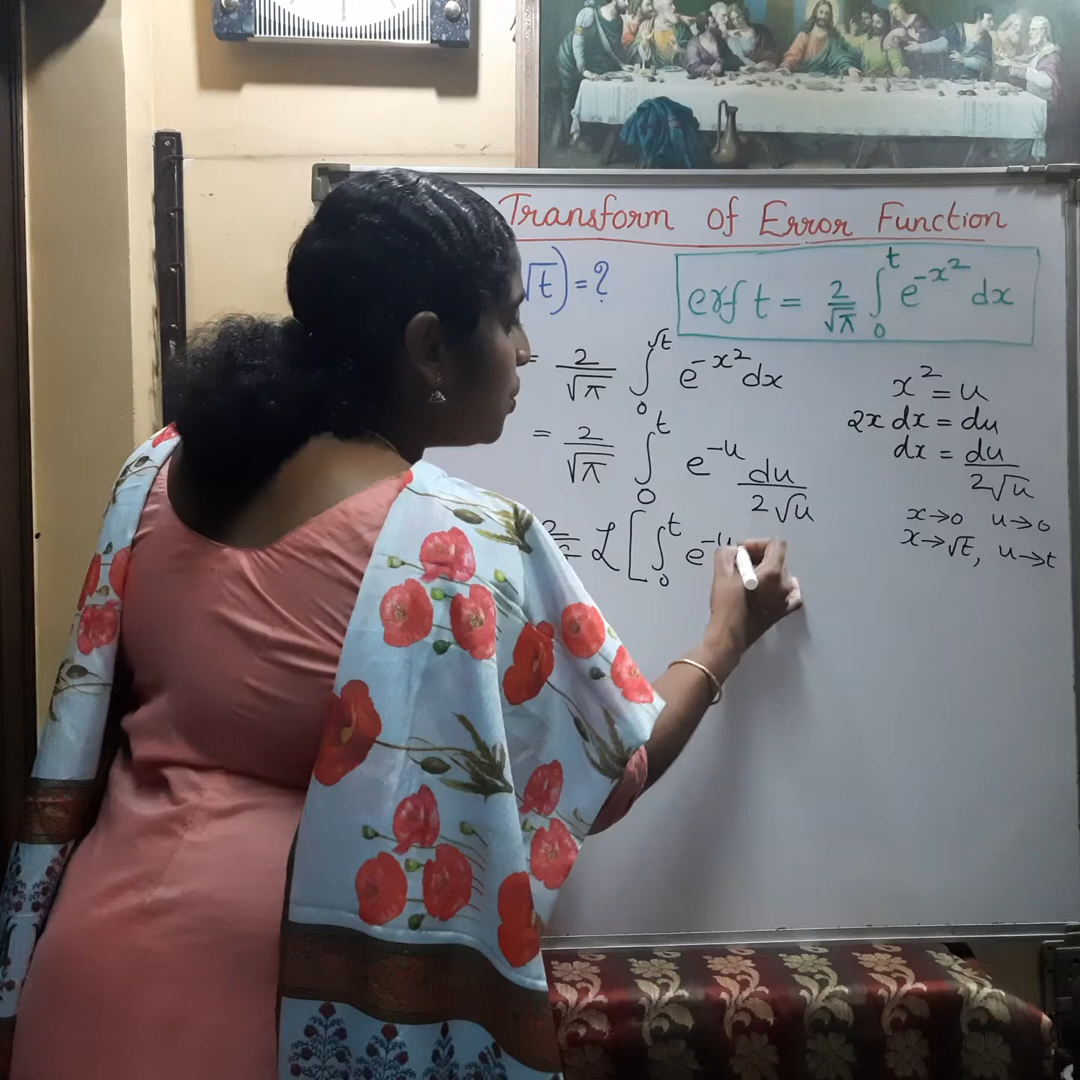 Transform of Error Function
√t) = ?
erf t = 2/√π ∫₀ᵗ e^{-x²} dx
= 2/√π ∫₀^{√t} e^{-x²} dx
= 2/√π ∫₀ᵗ e^{-u} du/2√u
ℒ [ ∫₀ᵗ e^{-u}
x² = u
2x dx = du
dx = du/2√u
x→0 u→0
x→√t, u→t